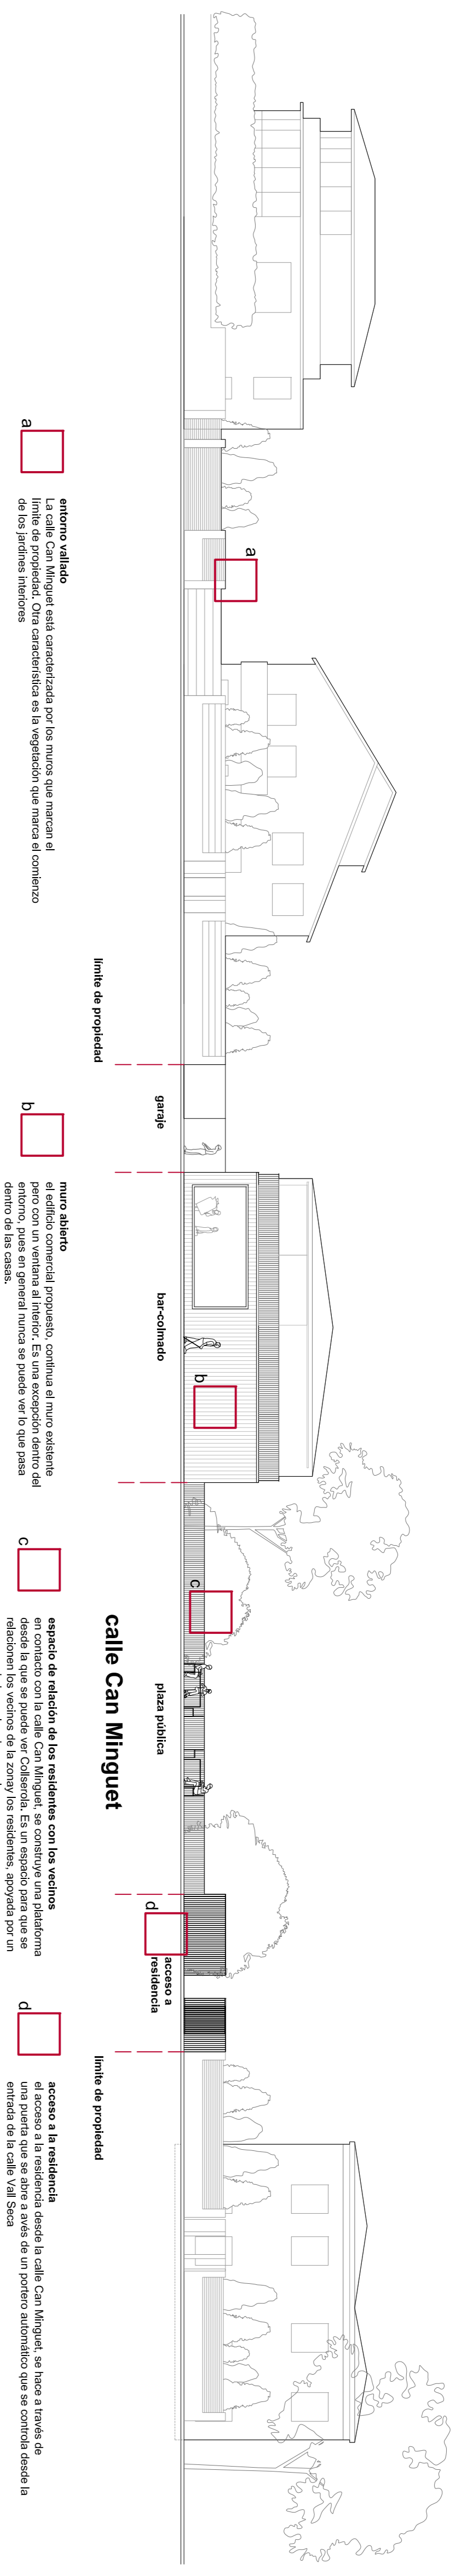 a
b
c
d
garaje
bar-colmado
plaza pública
acceso a
residencia
límite de propiedad
límite de propiedad
calle Can Minguet
a
entorno vallado
La calle Can MInguet está caracterizada por los muros que marcan el
límite de propiedad. Otra característica es la vegetación que marca el comienzo
de los jardines interiores
b
muro abierto
el edificio comercial propuesto, contínua el muro existente
pero con un ventana al interior. Es una excepción dentro del
entorno, pues en general nunca se puede ver lo que pasa
dentro de las casas.
c
espacio de relación de los residentes con los vecinos
en contacto con la calle Can Minguet, se construye una plataforma
desde la que se puede ver Collserola. Es un espacio para que se
relacionen los vecinos de la zonay los residentes, apoyada por un
d
acceso a la residencia
el acceso a la residencia desde la calle Can Minguet, se hace a través de
una puerta que se abre a avés de un portero automático que se controla desde la
entrada de la calle Vall Seca